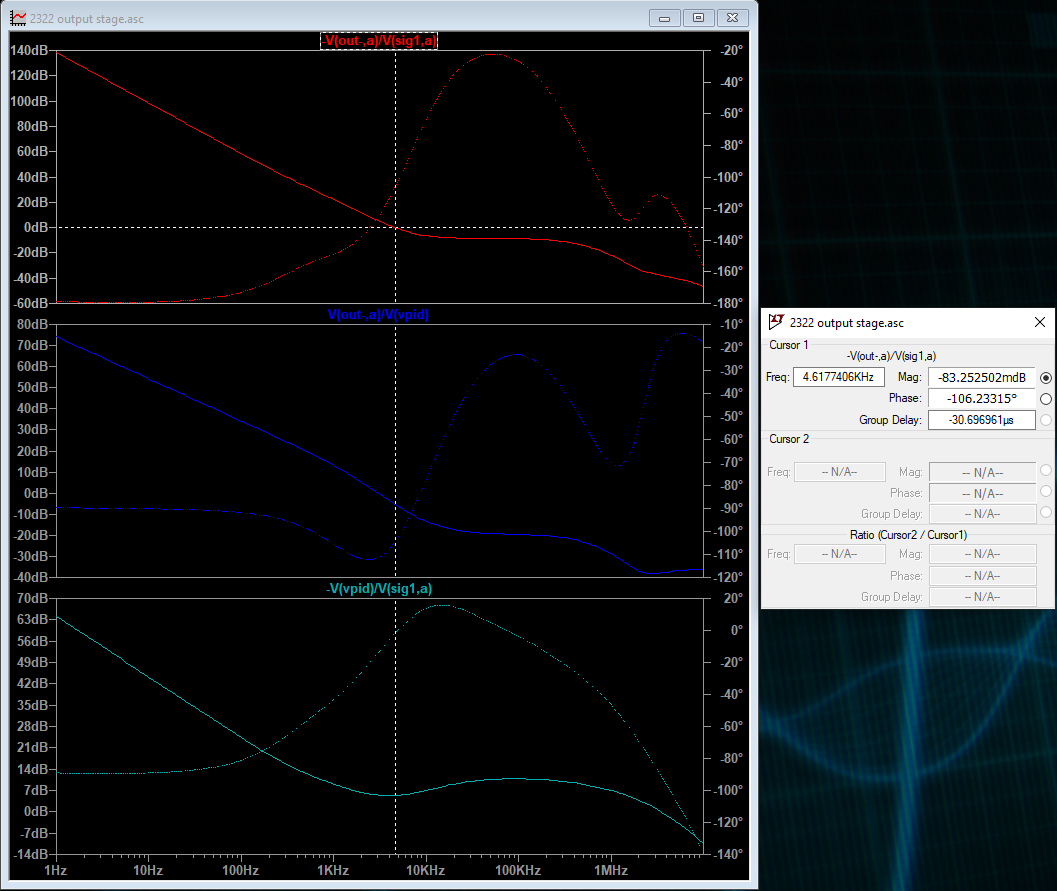 2322 output stage.asc
-V(out-,a)/V(sig1,a)
140dB -20°
120dB -40°
100dB -60°
80dB -80°
60dB -100°
40dB
20dB -120°
0dB -140°
-20dB
-40dB -160°
-60dB -180°
V(out-,a)/V(vpid)
80dB -10°
70dB -20°
60dB -30°
50dB -40°
40dB -50°
30dB -60°
20dB -70°
10dB
0dB -80°
-10dB -90°
-20dB -100°
-30dB -110°
-40dB -120°
-V(vpid)/V(sig1,a)
70dB 20°
63dB 0°
56dB
49dB -20°
42dB -40°
35dB
28dB -60°
21dB
14dB -80°
7dB -100°
0dB
-7dB -120°
-14dB -140°
1Hz 10Hz 100Hz 1KHz 10KHz 100KHz 1MHz
2322 output stage.asc
Cursor 1
-V(out-,a)/V(sig1,a)
Freq: 4.6177406KHz Mag: -83.252502mdB
Phase: -106.23315°
Group Delay: -30.696961µs
Cursor 2
Freq: -- N/A-- Mag: -- N/A--
Phase: -- N/A--
Group Delay: -- N/A--
Ratio (Cursor2 / Cursor1)
Freq: -- N/A-- Mag: -- N/A--
Phase: -- N/A--
Group Delay: -- N/A--